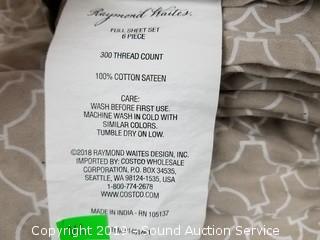 Raymond Waites.
FULL SHEET SET
6 PIECE
300 THREAD COUNT
100% COTTON SATEEN
CARE:
WASH BEFORE FIRST USE.
MACHINE WASH IN COLD WITH
SIMILAR COLORS.
TUMBLE DRY ON LOW.
©2018 RAYMOND WAITES DESIGN, INC.
IMPORTED BY: COSTCO WHOLESALE
CORPORATION, P.O. BOX 34535,
SEATTLE, WA 98124-1535, USA
1-800-774-2678
WWW.COSTCO.COM
MADE IN INDIA - RN 105137
Copyright 2019 K-Scott Auction Service